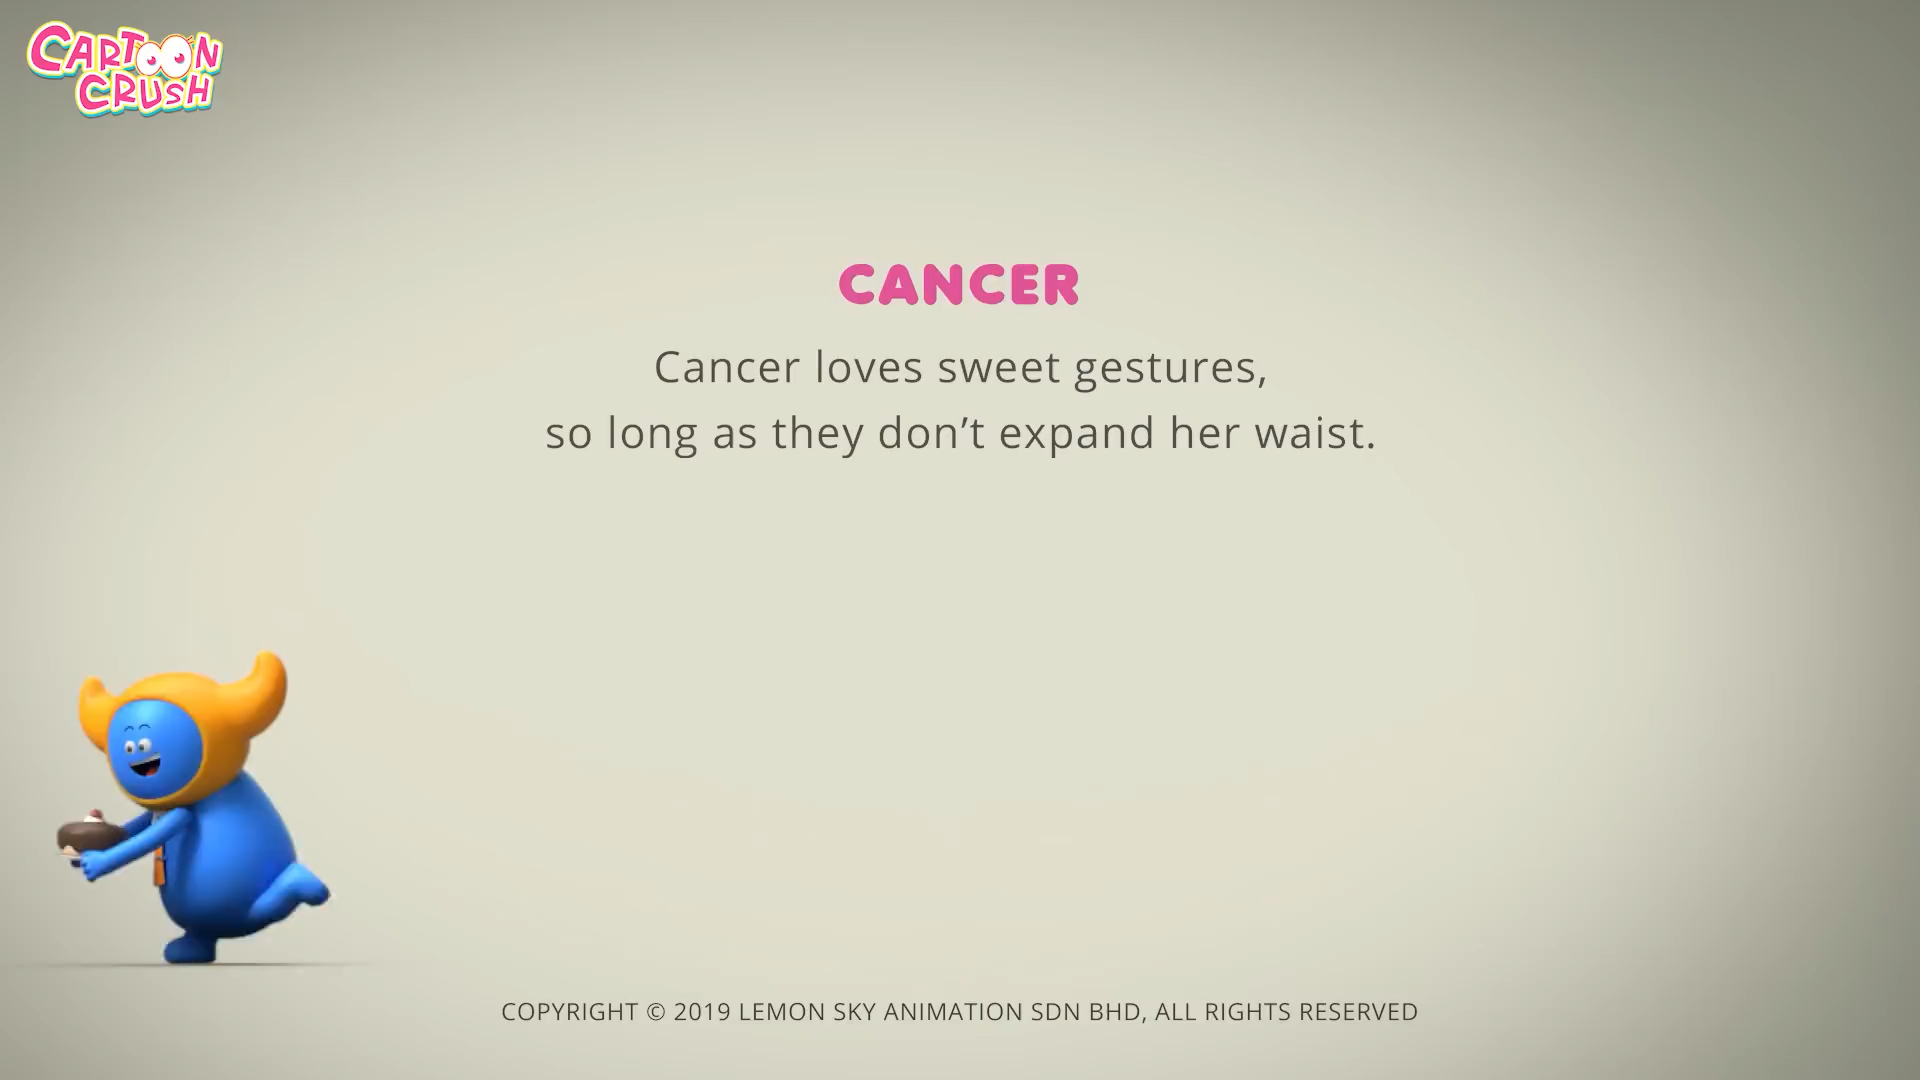 CARTOON
CRUSH
CANCER
Cancer loves sweet gestures,
so long as they don’t expand her waist.
COPYRIGHT © 2019 LEMON SKY ANIMATION SDN BHD, ALL RIGHTS RESERVED